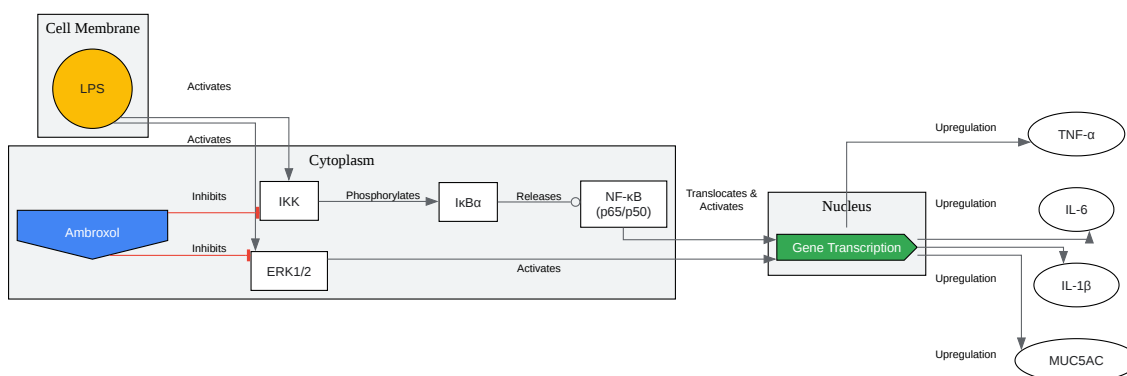 Cell Membrane
LPS
Activates
Activates
Cytoplasm
Inhibits
IKK
Phosphorylates
IκBα
Releases
NF-κB
(p65/p50)
Ambroxol
Inhibits
ERK1/2
Activates
Translocates &
Activates
Nucleus
Gene Transcription
Upregulation
TNF-α
Upregulation
IL-6
Upregulation
IL-1β
Upregulation
MUC5AC